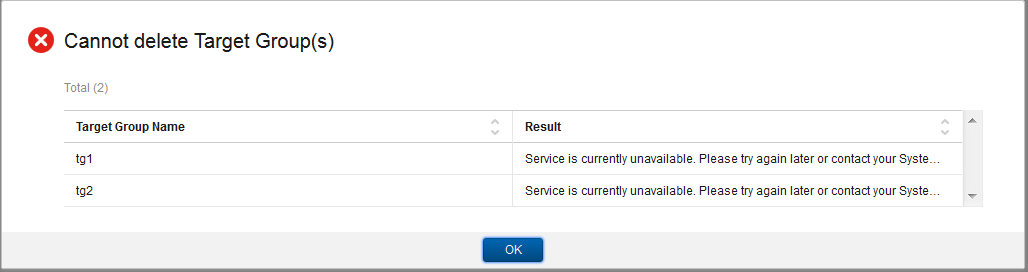 Cannot delete Target Group(s)
Total (2)
Target Group Name Result
tg1 Service is currently unavailable. Please try again later or contact your Syste...
tg2 Service is currently unavailable. Please try again later or contact your Syste...
OK